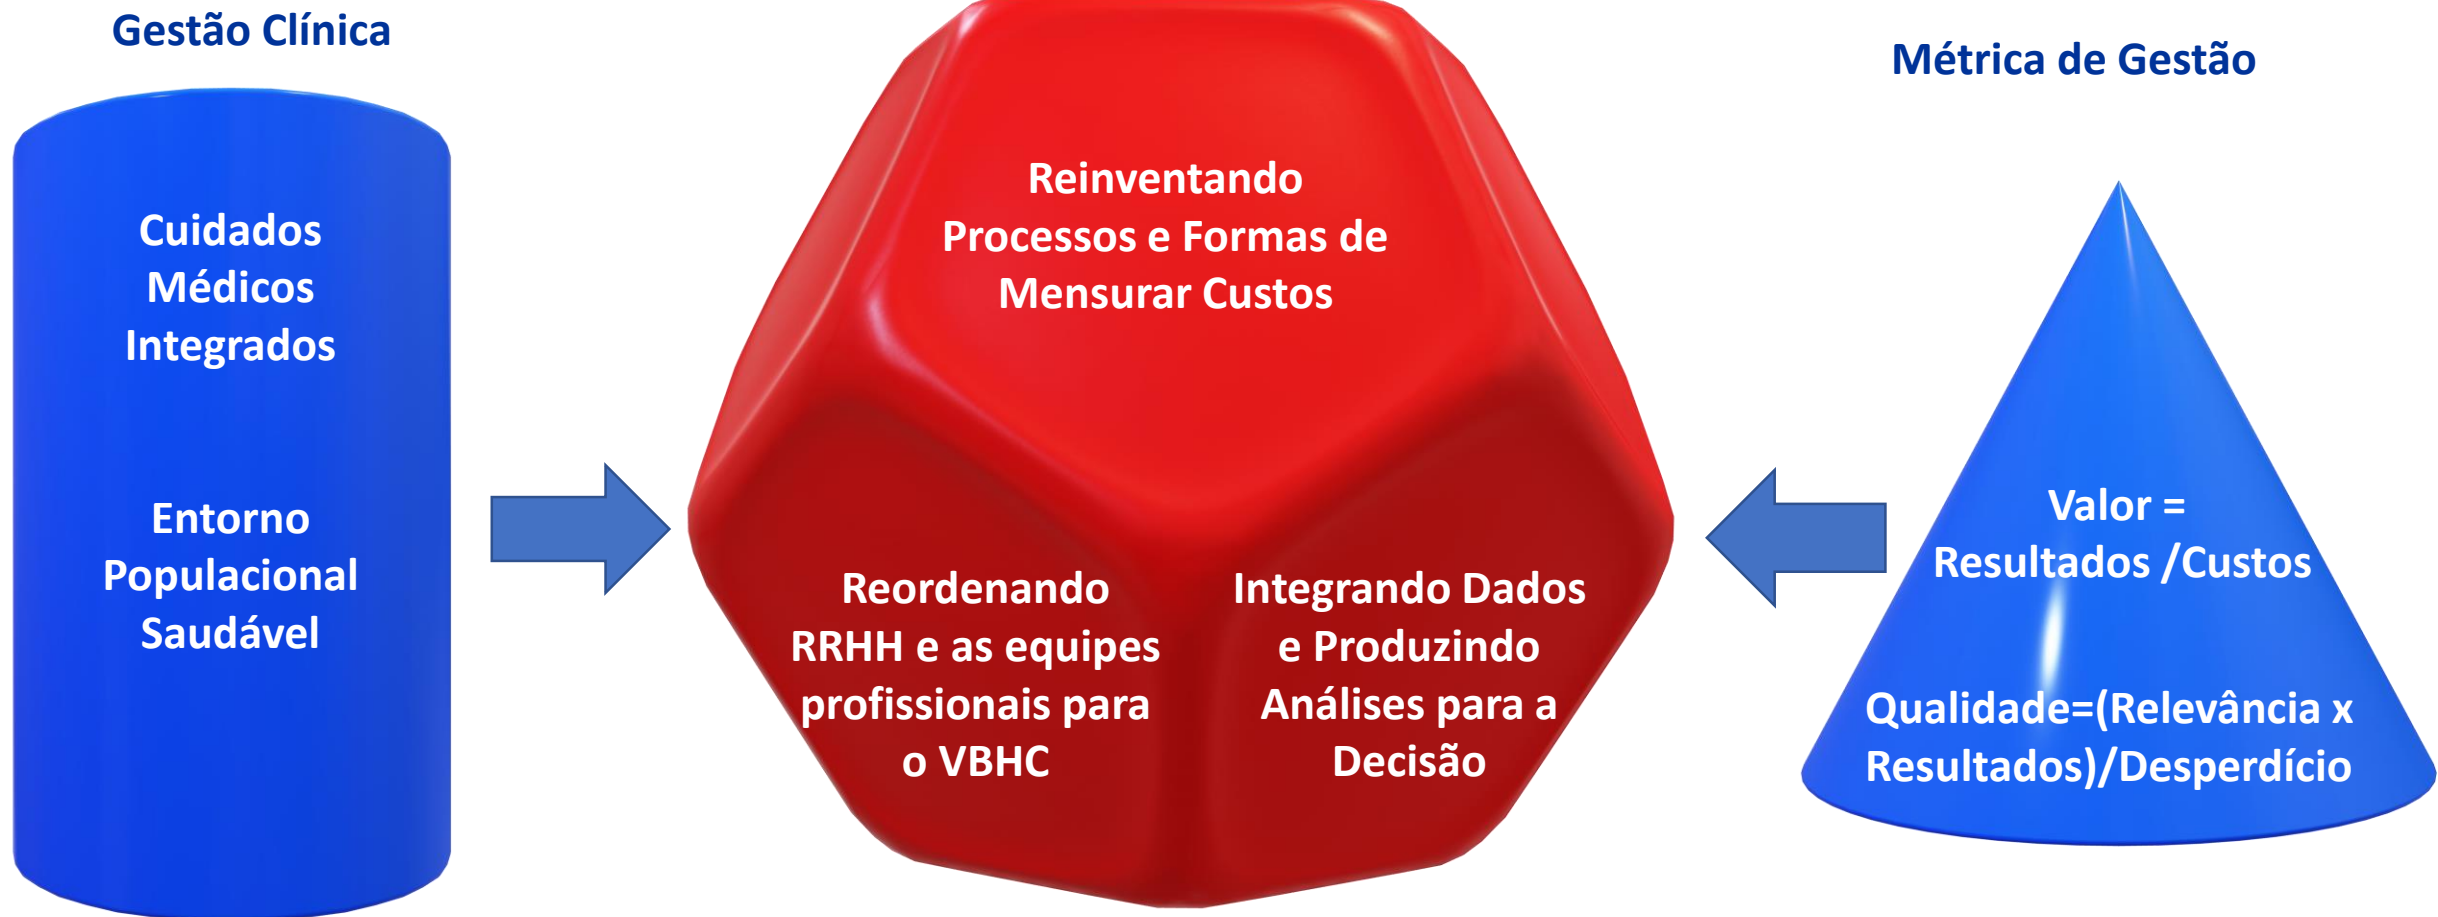 Gestão Clínica
Cuidados
Médicos
Integrados
Entorno
Populacional
Saudável
Reinventando
Processos e Formas de
Mensurar Custos
Reordenando
RRHH e as equipes
profissionais para
o VBHC
Integrando Dados
e Produzindo
Análises para a
Decisão
Métrica de Gestão
Valor =
Resultados /Custos
Qualidade=(Relevância x
Resultados)/Desperdício